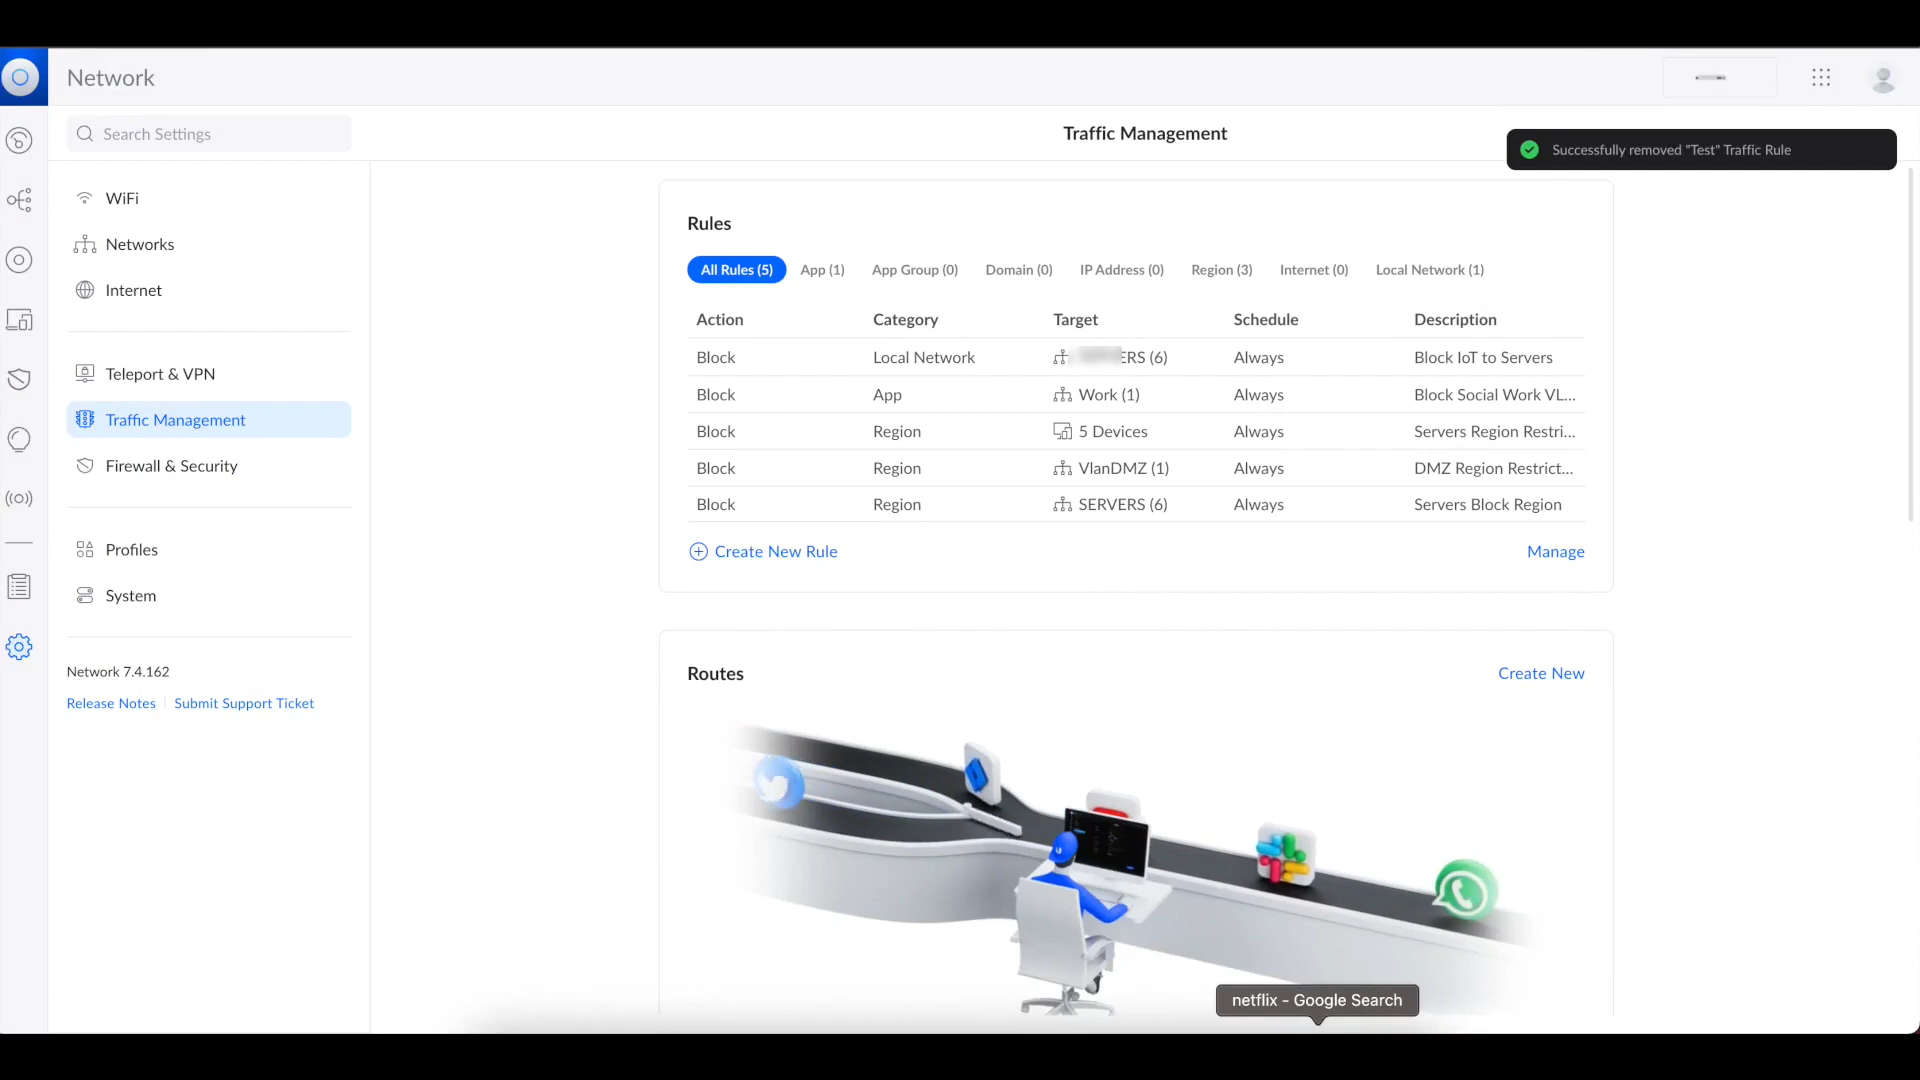 Network
Search Settings
Traffic Management
Successfully removed "Test" Traffic Rule
WiFi
Networks
Internet
Teleport & VPN
Traffic Management
Firewall & Security
Profiles
System
Network 7.4.162
Release Notes Submit Support Ticket
Rules
All Rules (5) App (1) App Group (0) Domain (0) IP Address (0) Region (3) Internet (0) Local Network (1)
Action Category Target Schedule Description
Block Local Network (6) Always Block IoT to Servers
Block App Work (1) Always Block Social Work VL...
Block Region 5 Devices Always Servers Region Restri...
Block Region VlanDMZ (1) Always DMZ Region Restrict...
Block Region SERVERS (6) Always Servers Block Region
Create New Rule Manage
Routes Create New
netflix - Google Search